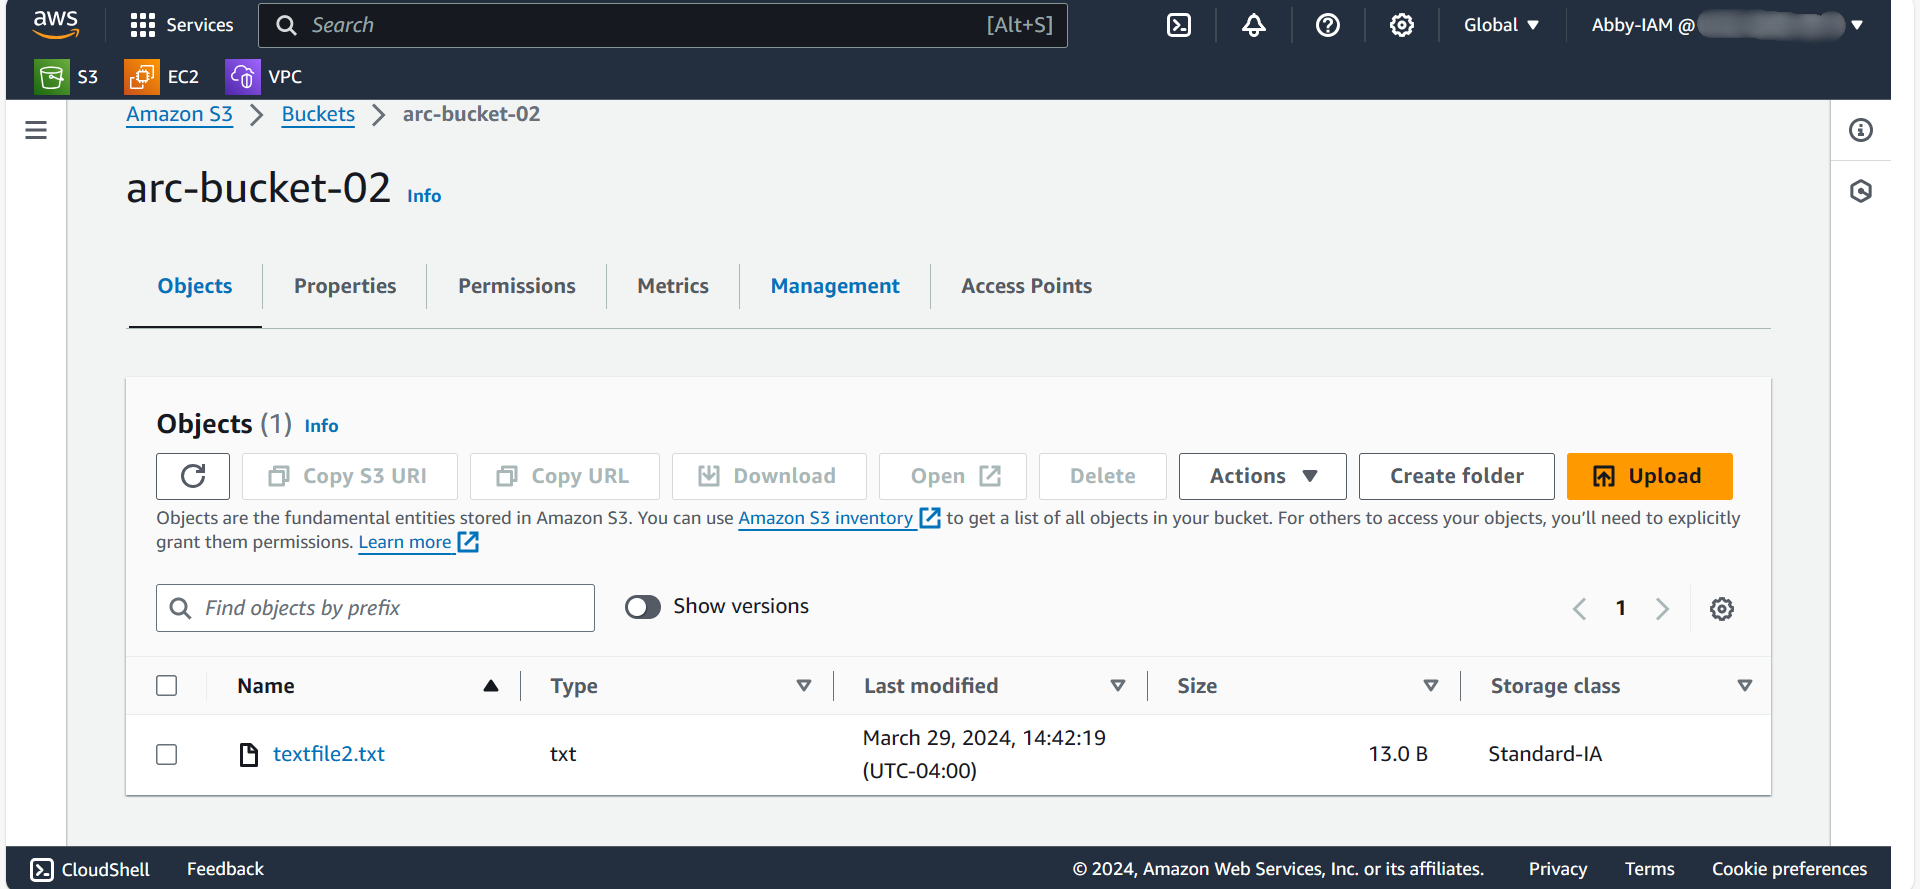 aws Services Search [Alt+S] Global Abby-IAM @
S3 EC2 VPC
Amazon S3 Buckets arc-bucket-02
arc-bucket-02 Info
Objects Properties Permissions Metrics Management Access Points
Objects (1) Info
Copy S3 URI Copy URL Download Open Delete Actions Create folder Upload
Objects are the fundamental entities stored in Amazon S3. You can use Amazon S3 inventory to get a list of all objects in your bucket. For others to access your objects, you’ll need to explicitly
grant them permissions. Learn more
Find objects by prefix Show versions 1
Name Type Last modified Size Storage class
textfile2.txt txt March 29, 2024, 14:42:19 13.0 B Standard-IA
(UTC-04:00)
CloudShell Feedback © 2024, Amazon Web Services, Inc. or its affiliates. Privacy Terms Cookie preferences